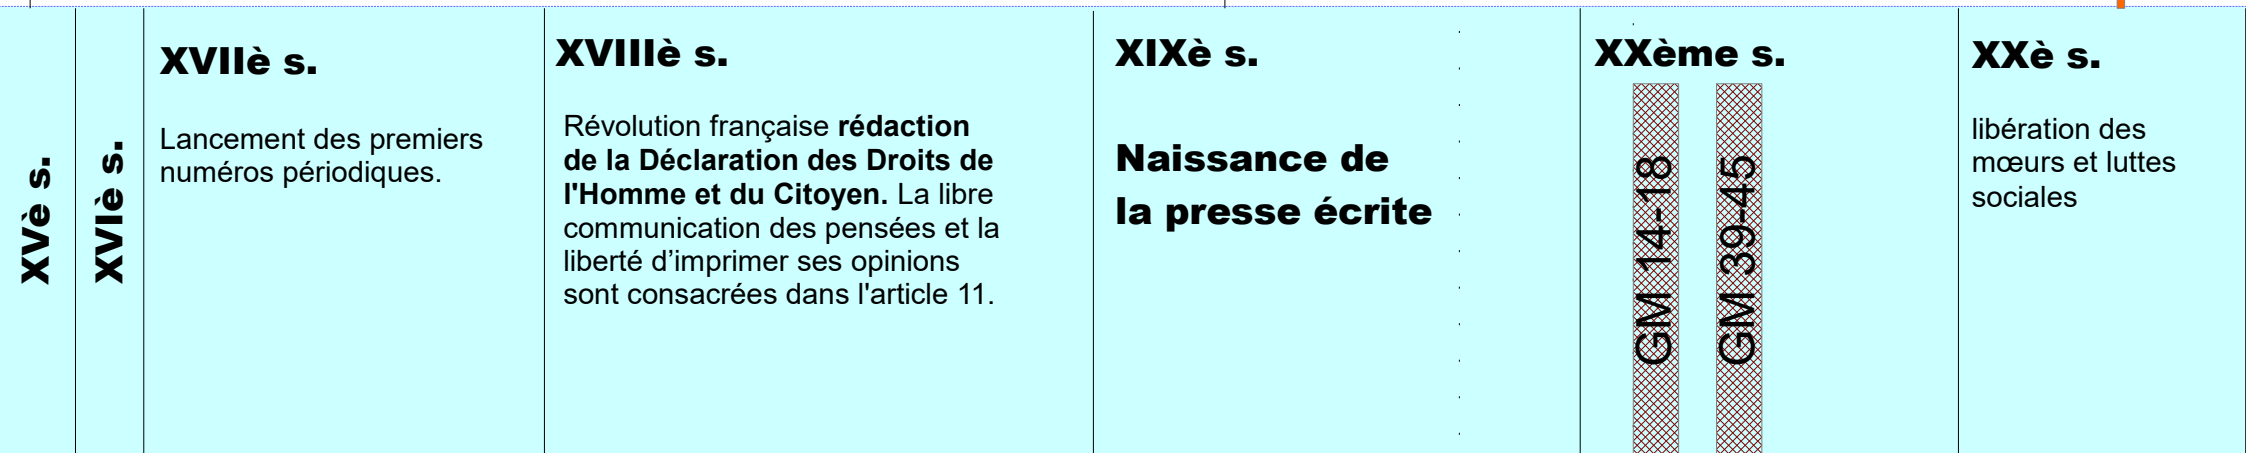 XVè s.
XVIè s.
XVIIè s.
Lancement des premiers
numéros périodiques.
XVIIIè s.
Révolution française rédaction
de la Déclaration des Droits de
l'Homme et du Citoyen. La libre
communication des pensées et la
liberté d’imprimer ses opinions
sont consacrées dans l'article 11.
XIXè s.
Naissance de
la presse écrite
XXème s.
GM 14-18
GM 39-45
XXè s.
libération des
mœurs et luttes
sociales